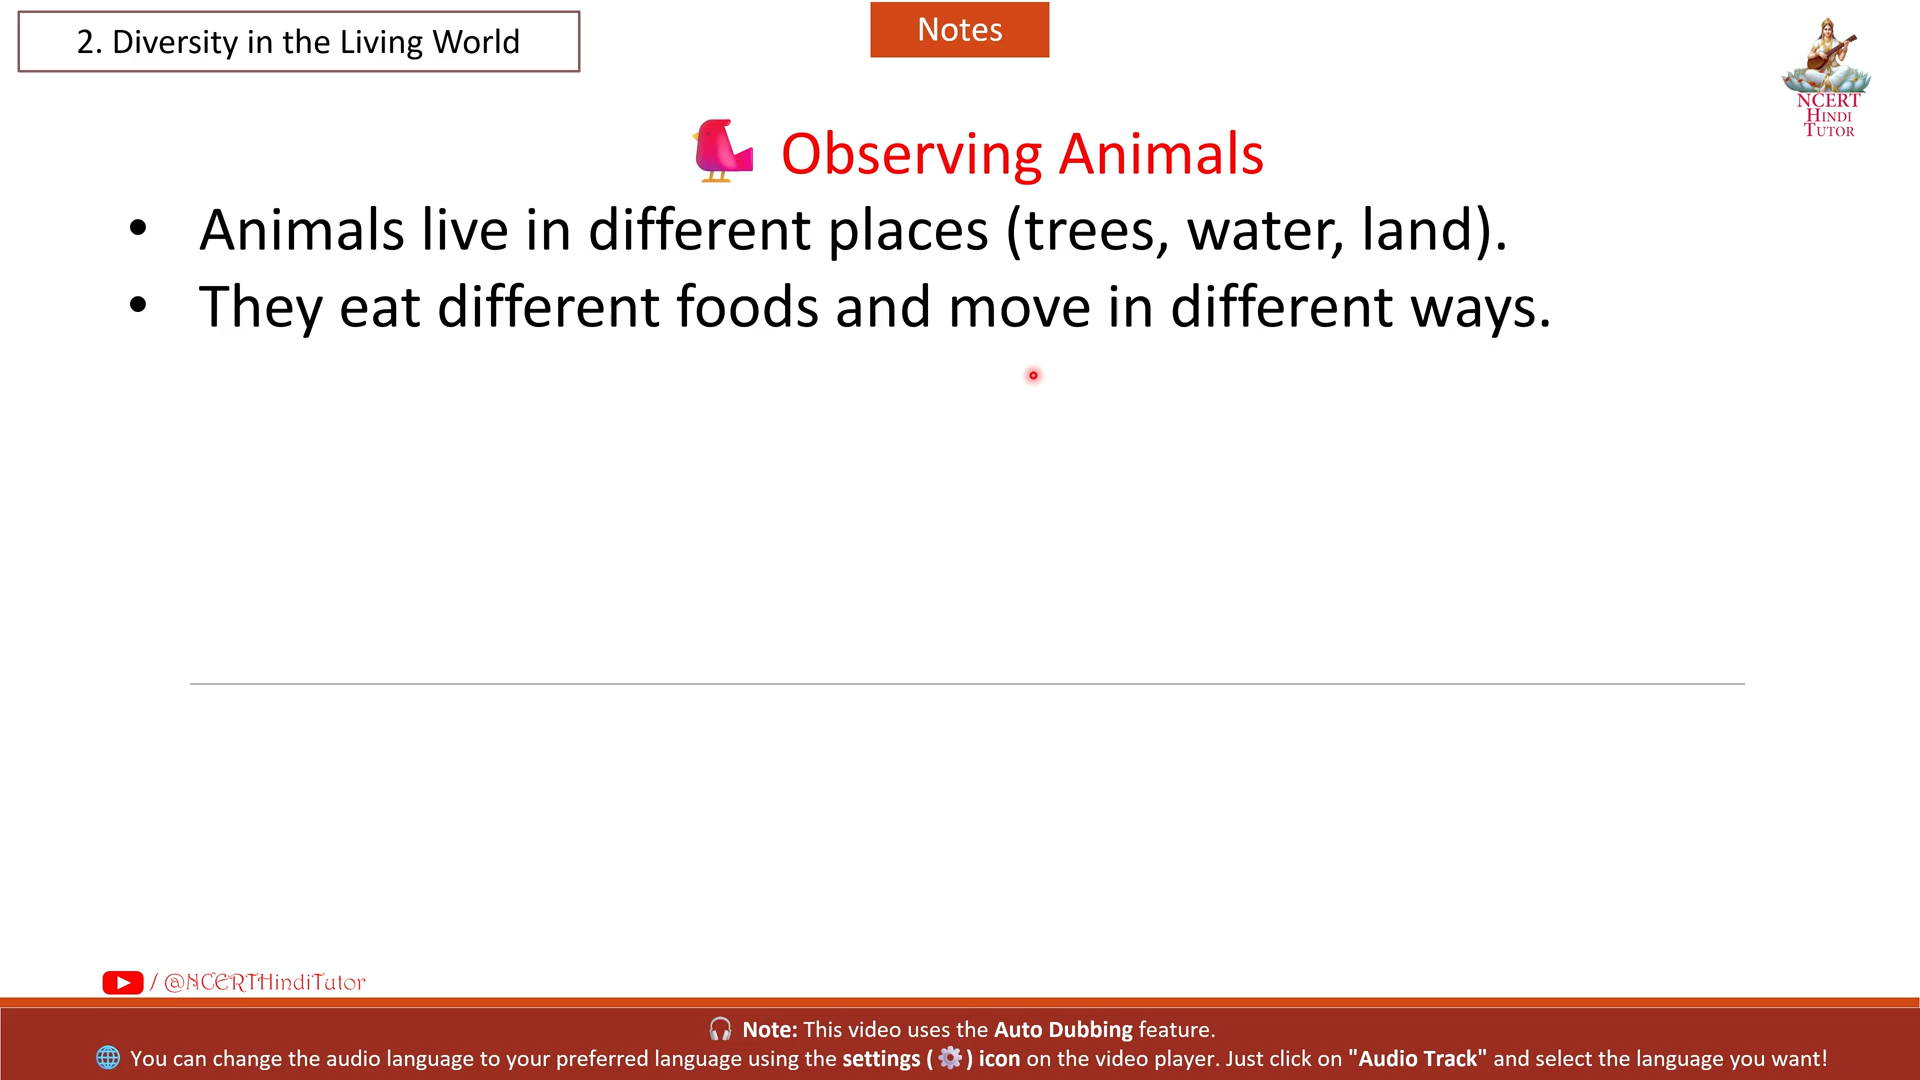 2. Diversity in the Living World
Notes
NCERT
HINDI
TUTOR
Observing Animals
• Animals live in different places (trees, water, land).
• They eat different foods and move in different ways.
/ @NCERTHindiTutor
Note: This video uses the Auto Dubbing feature.
You can change the audio language to your preferred language using the settings ( ⚙️ ) icon on the video player. Just click on "Audio Track" and select the language you want!